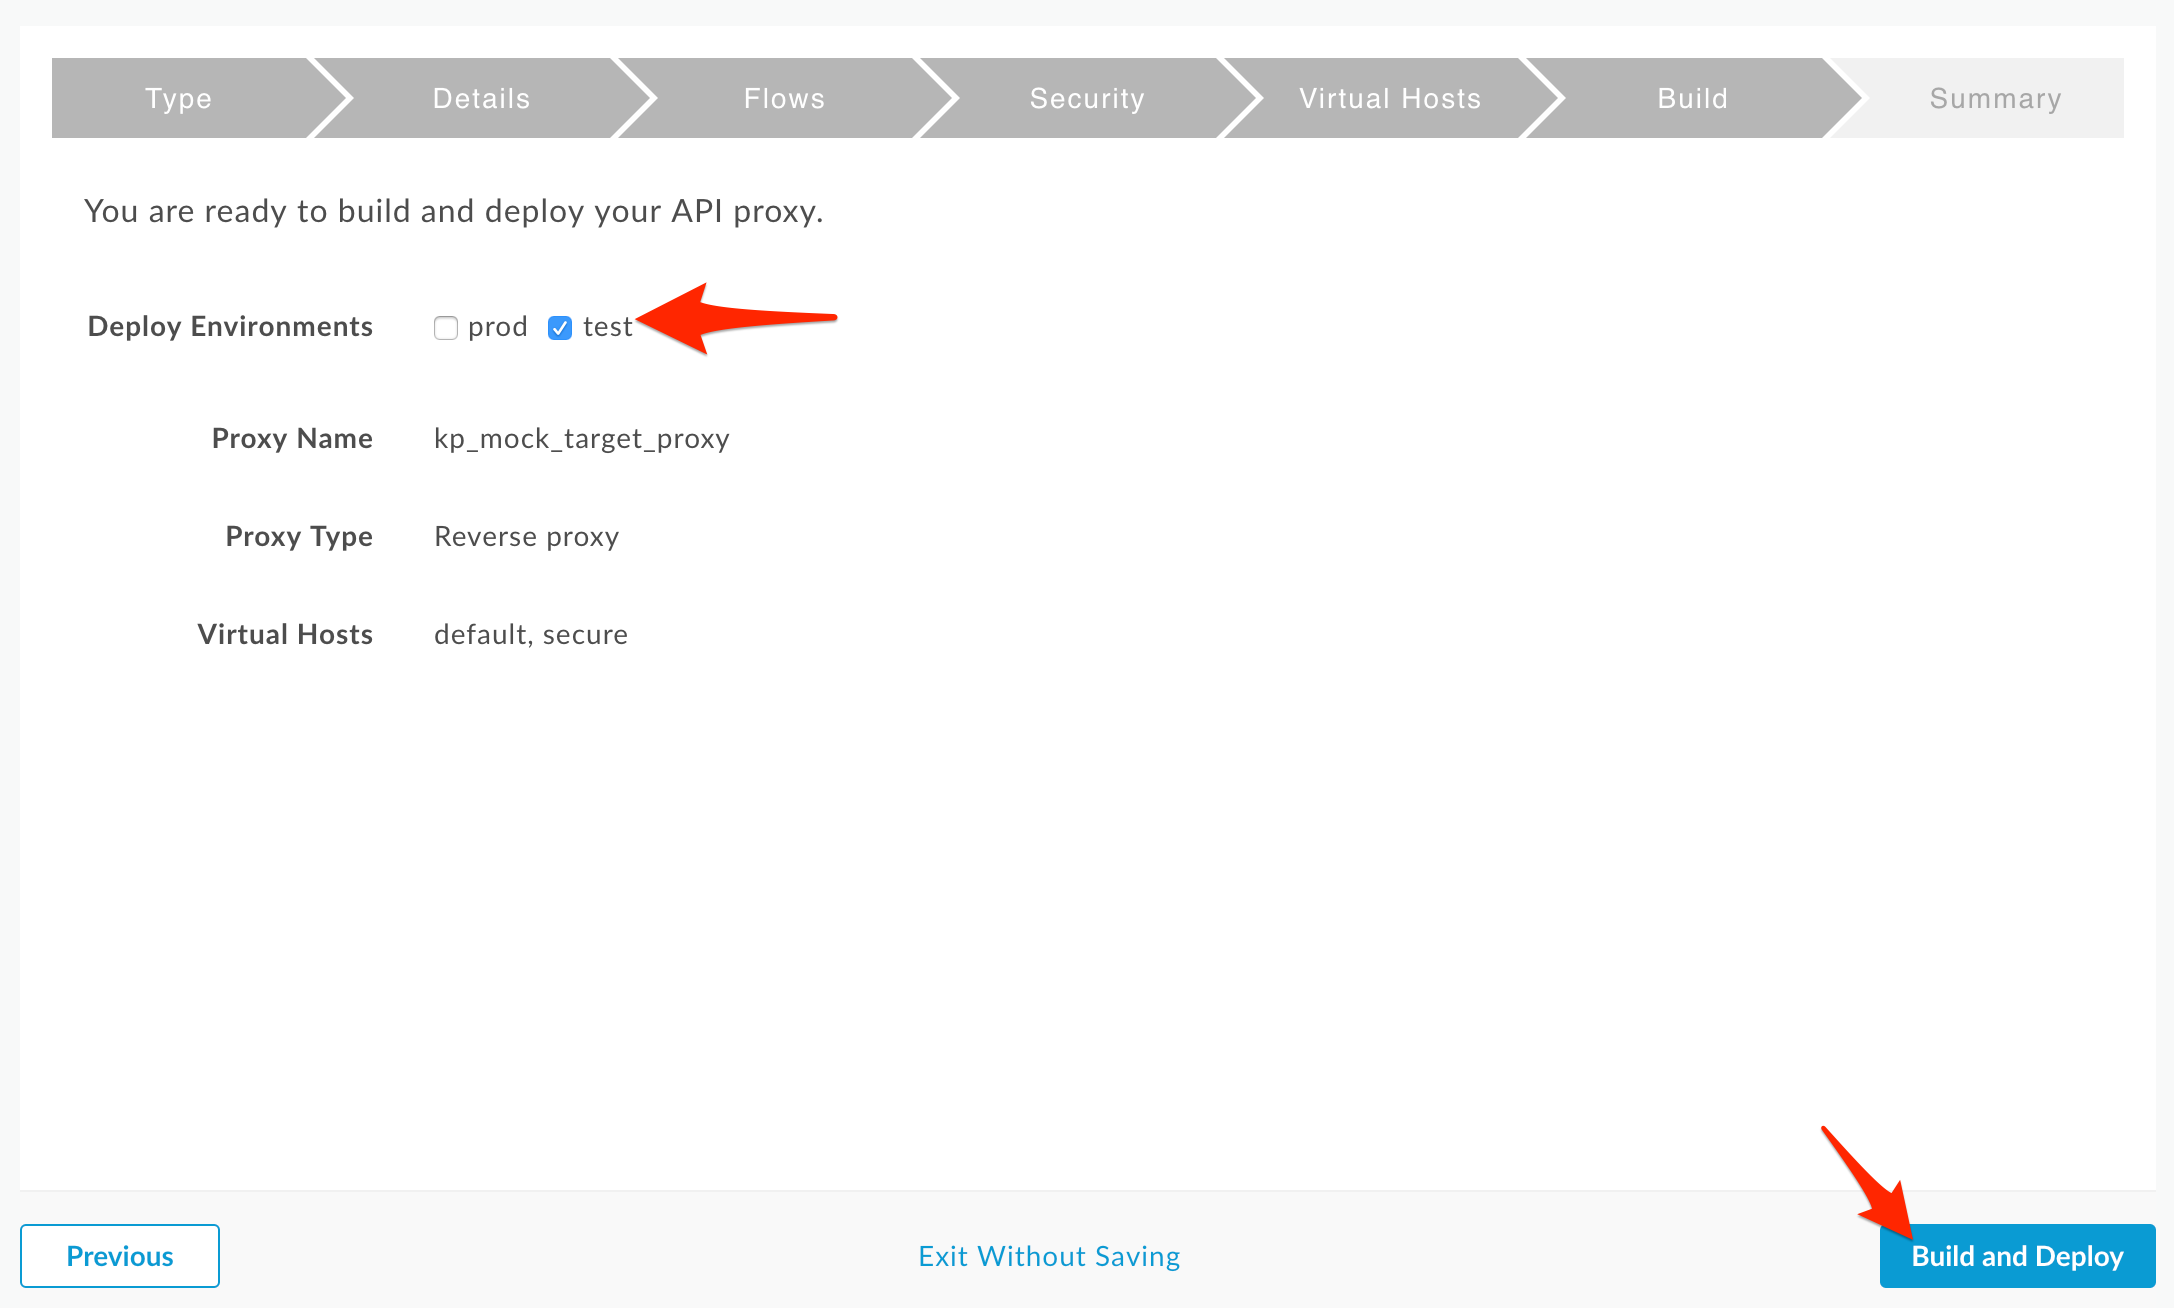 Type Details Flows Security Virtual Hosts Build Summary
You are ready to build and deploy your API proxy.
Deploy Environments prod test
Proxy Name kp_mock_target_proxy
Proxy Type Reverse proxy
Virtual Hosts default, secure
Previous Exit Without Saving Build and Deploy